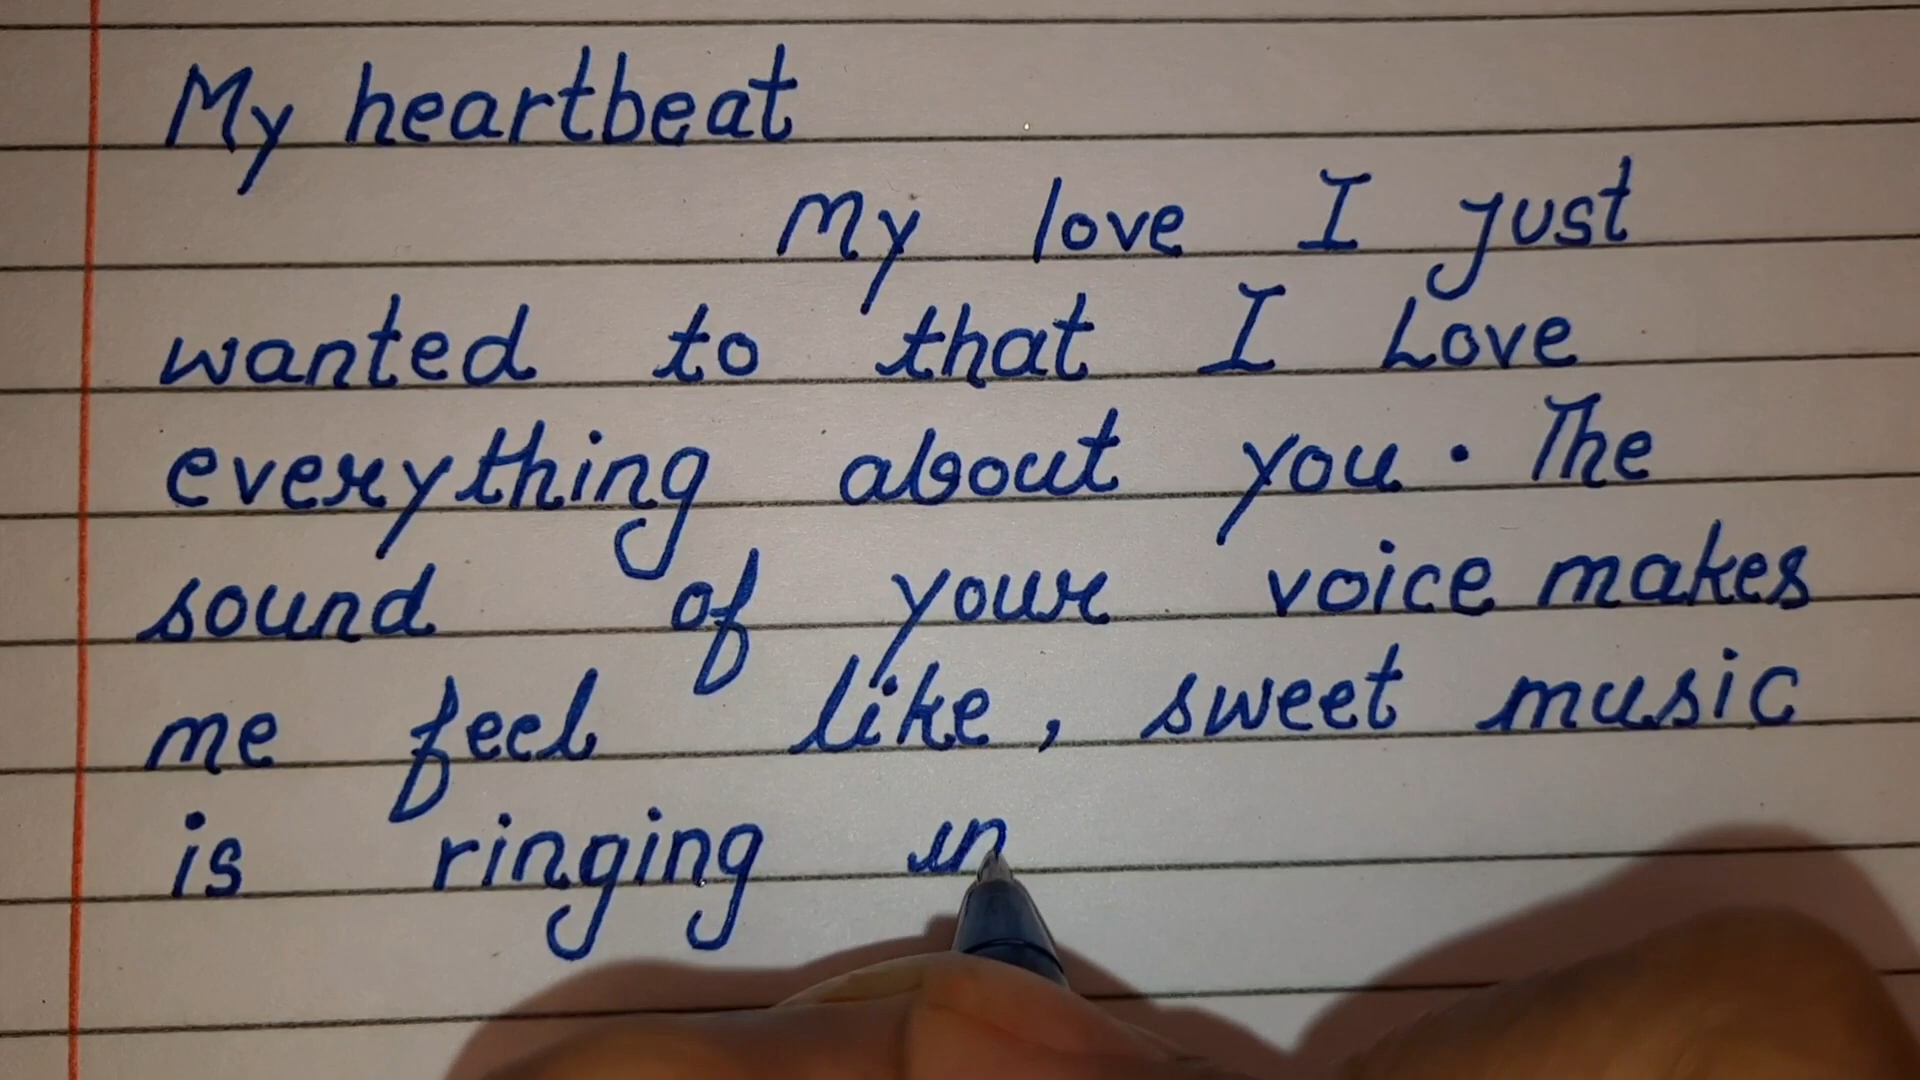 My heartbeat
My love I just
wanted to that I Love
everything about you. The
sound of your voice makes
me feel like, sweet music
is ringing in